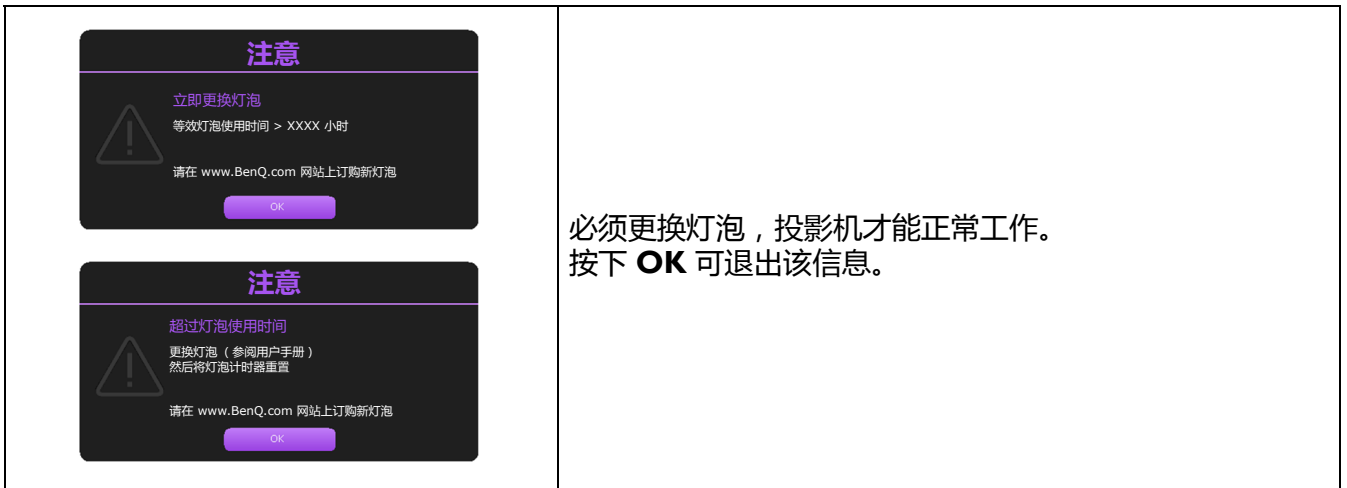 注意
立即更换灯泡
等效灯泡使用时间 > XXXX 小时
请在 www.BenQ.com 网站上订购新灯泡
OK
注意
超过灯泡使用时间
更换灯泡（参阅用户手册）
然后将灯泡计时器重置
请在 www.BenQ.com 网站上订购新灯泡
OK
必须更换灯泡，投影机才能正常工作。
按下 OK 可退出该信息。